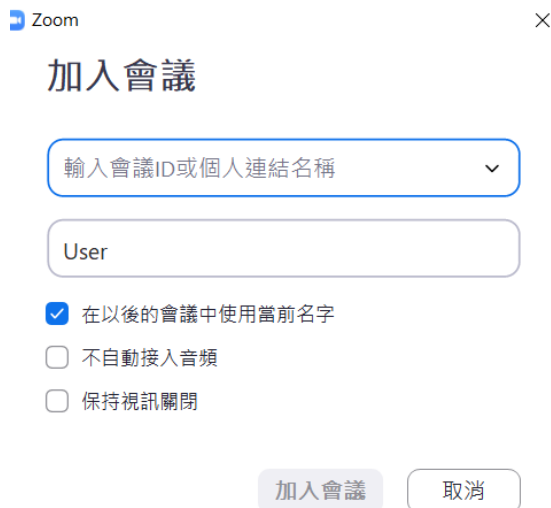 Zoom
加入會議
輸入會議ID或個人連結名稱
User
在以後的會議中使用當前名字
不自動接入音頻
保持視訊關閉
加入會議 取消